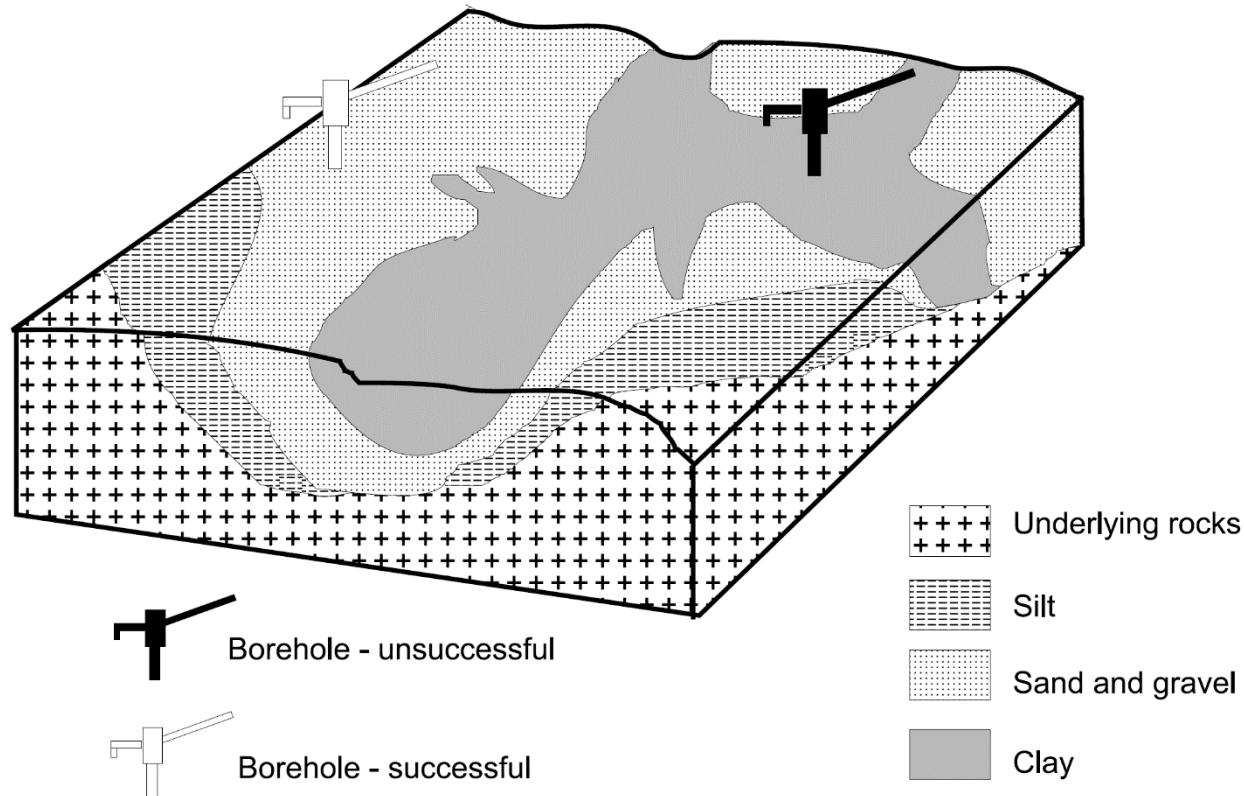 Underlying rocks
Silt
Sand and gravel
Clay
Borehole - unsuccessful
Borehole - successful